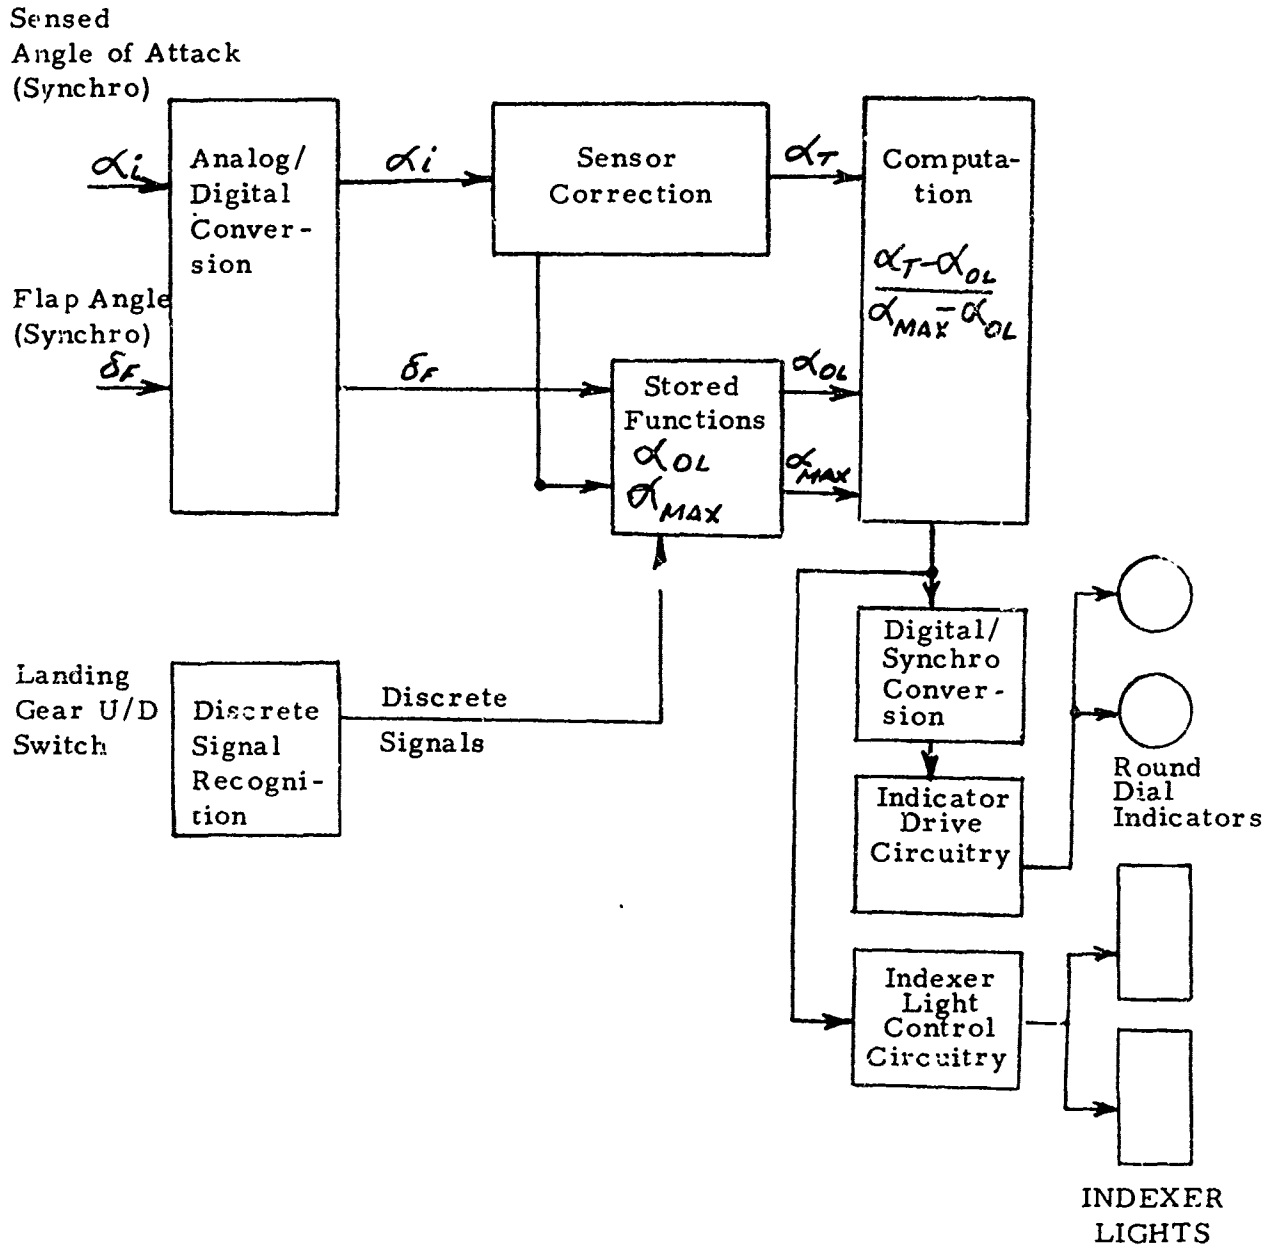 Sensed
Angle of Attack
(Synchro)
αi
Analog/
Digital
Conver-
sion
αi
Sensor
Correction
αT
Computa-
tion
αT-αOL
αMAX-αOL
Flap Angle
(Synchro)
δF
δF
Stored
Functions
αOL
αMAX
αOL
αMAX
Landing
Gear U/D
Switch
Discrete
Signal
Recogni-
tion
Discrete
Signals
Digital/
Synchro
Conver-
sion
Indicator
Drive
Circuitry
Round
Dial
Indicators
Indexer
Light
Control
Circuitry
INDEXER
LIGHTS